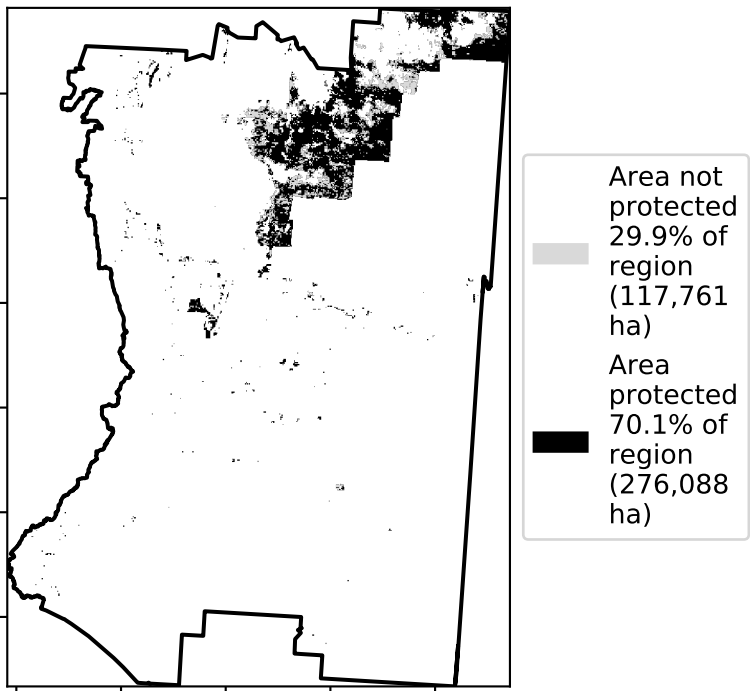 Area not
protected
29.9% of
region
(117,761
ha)
Area
protected
70.1% of
region
(276,088
ha)